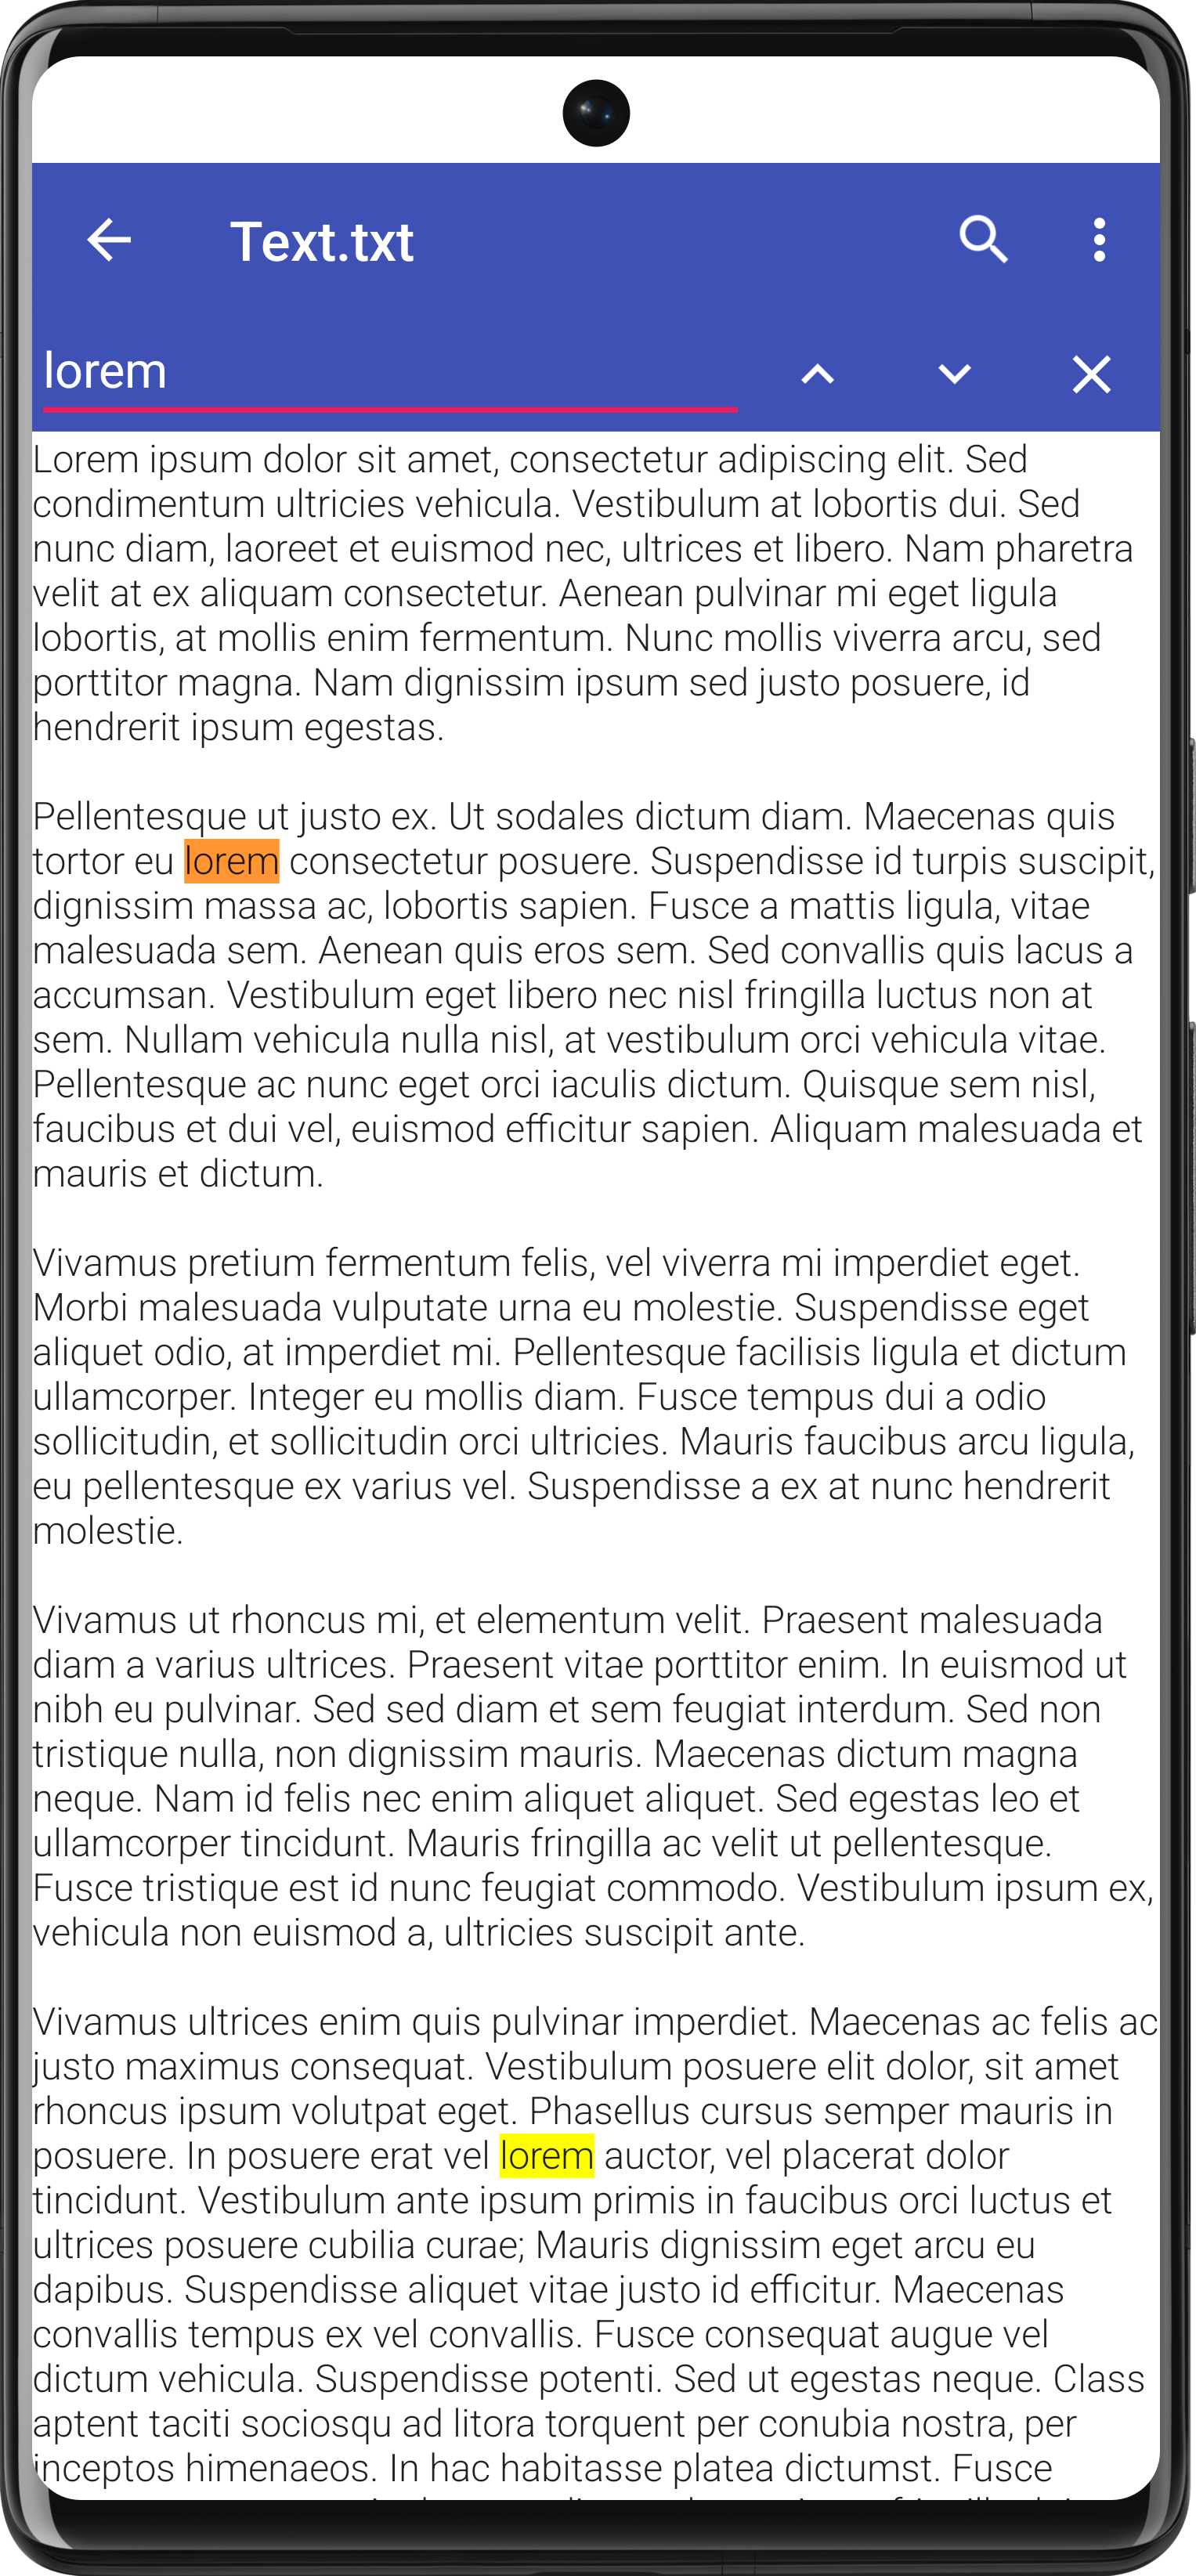 Text.txt
lorem
Lorem ipsum dolor sit amet, consectetur adipiscing elit. Sed
condimentum ultricies vehicula. Vestibulum at lobortis dui. Sed
nunc diam, laoreet et euismod nec, ultrices et libero. Nam pharetra
velit at ex aliquam consectetur. Aenean pulvinar mi eget ligula
lobortis, at mollis enim fermentum. Nunc mollis viverra arcu, sed
porttitor magna. Nam dignissim ipsum sed justo posuere, id
hendrerit ipsum egestas.
Pellentesque ut justo ex. Ut sodales dictum diam. Maecenas quis
tortor eu lorem consectetur posuere. Suspendisse id turpis suscipit,
dignissim massa ac, lobortis sapien. Fusce a mattis ligula, vitae
malesuada sem. Aenean quis eros sem. Sed convallis quis lacus a
accumsan. Vestibulum eget libero nec nisl fringilla luctus non at
sem. Nullam vehicula nulla nisl, at vestibulum orci vehicula vitae.
Pellentesque ac nunc eget orci iaculis dictum. Quisque sem nisl,
faucibus et dui vel, euismod efficitur sapien. Aliquam malesuada et
mauris et dictum.
Vivamus pretium fermentum felis, vel viverra mi imperdiet eget.
Morbi malesuada vulputate urna eu molestie. Suspendisse eget
aliquet odio, at imperdiet mi. Pellentesque facilisis ligula et dictum
ullamcorper. Integer eu mollis diam. Fusce tempus dui a odio
sollicitudin, et sollicitudin orci ultricies. Mauris faucibus arcu ligula,
eu pellentesque ex varius vel. Suspendisse a ex at nunc hendrerit
molestie.
Vivamus ut rhoncus mi, et elementum velit. Praesent malesuada
diam a varius ultrices. Praesent vitae porttitor enim. In euismod ut
nibh eu pulvinar. Sed sed diam et sem feugiat interdum. Sed non
tristique nulla, non dignissim mauris. Maecenas dictum magna
neque. Nam id felis nec enim aliquet aliquet. Sed egestas leo et
ullamcorper tincidunt. Mauris fringilla ac velit ut pellentesque.
Fusce tristique est id nunc feugiat commodo. Vestibulum ipsum ex,
vehicula non euismod a, ultricies suscipit ante.
Vivamus ultrices enim quis pulvinar imperdiet. Maecenas ac felis ac
justo maximus consequat. Vestibulum posuere elit dolor, sit amet
rhoncus ipsum volutpat eget. Phasellus cursus semper mauris in
posuere. In posuere erat vel lorem auctor, vel placerat dolor
tincidunt. Vestibulum ante ipsum primis in faucibus orci luctus et
ultrices posuere cubilia curae; Mauris dignissim eget arcu eu
dapibus. Suspendisse aliquet vitae justo id efficitur. Maecenas
convallis tempus ex vel convallis. Fusce consequat augue vel
dictum vehicula. Suspendisse potenti. Sed ut egestas neque. Class
aptent taciti sociosqu ad litora torquent per conubia nostra, per
inceptos himenaeos. In hac habitasse platea dictumst. Fusce